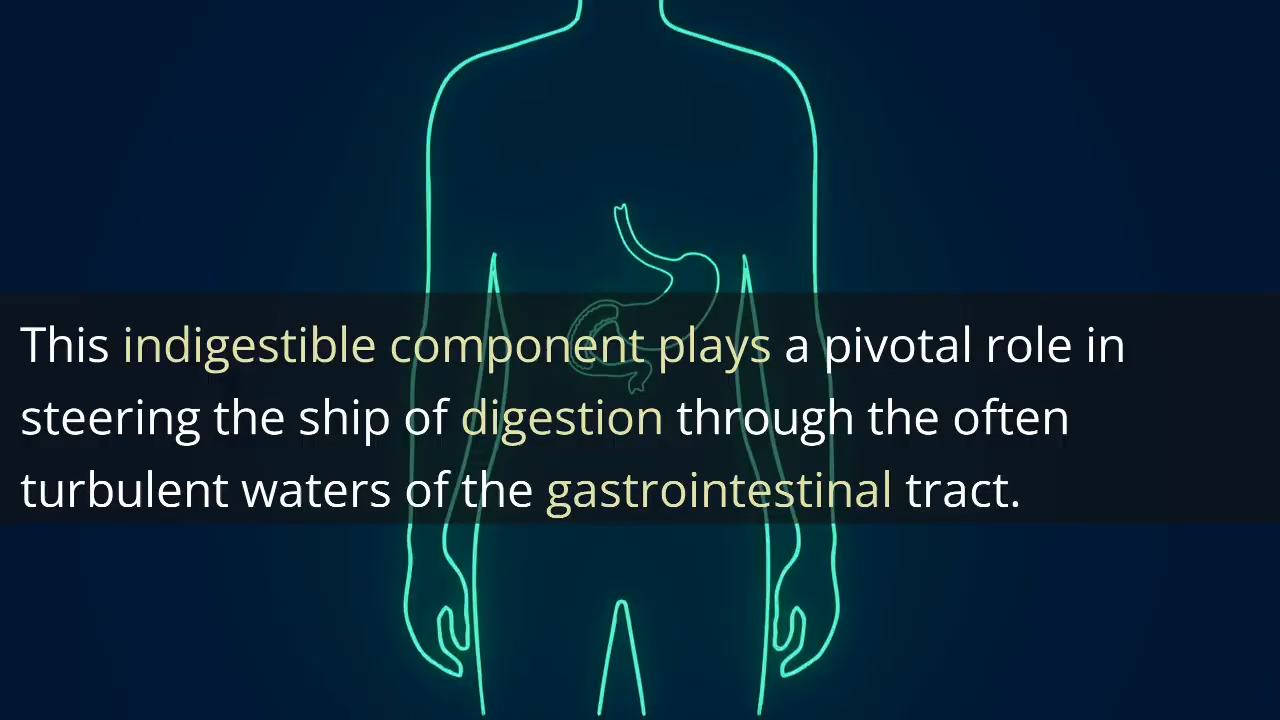 This indigestible component plays a pivotal role in
steering the ship of digestion through the often
turbulent waters of the gastrointestinal tract.